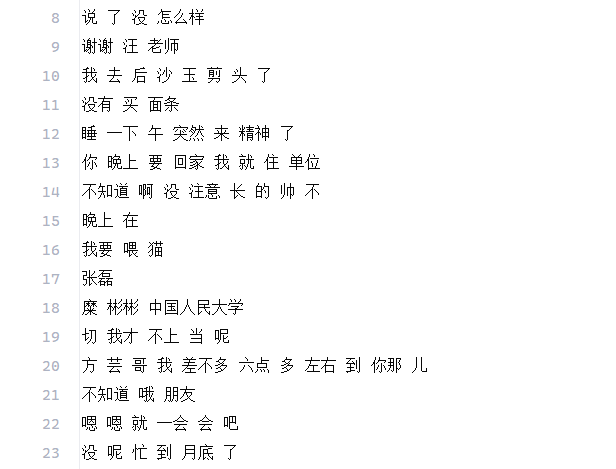 8 说 了 没 怎么样
9 谢谢 汪 老师
10 我 去 后 沙 玉 剪 头 了
11 没有 买 面条
12 睡 一下 午 突然 来 精神 了
13 你 晚上 要 回家 我 就 住 单位
14 不知道 啊 没 注意 长 的 帅 不
15 晚上 在
16 我要 喂 猫
17 张磊
18 糜 彬彬 中国人民大学
19 切 我才 不上 当 呢
20 方 芸 哥 我 差不多 六点 多 左右 到 你那 儿
21 不知道 哦 朋友
22 嗯 嗯 就 一会 会 吧
23 没 呢 忙 到 月底 了